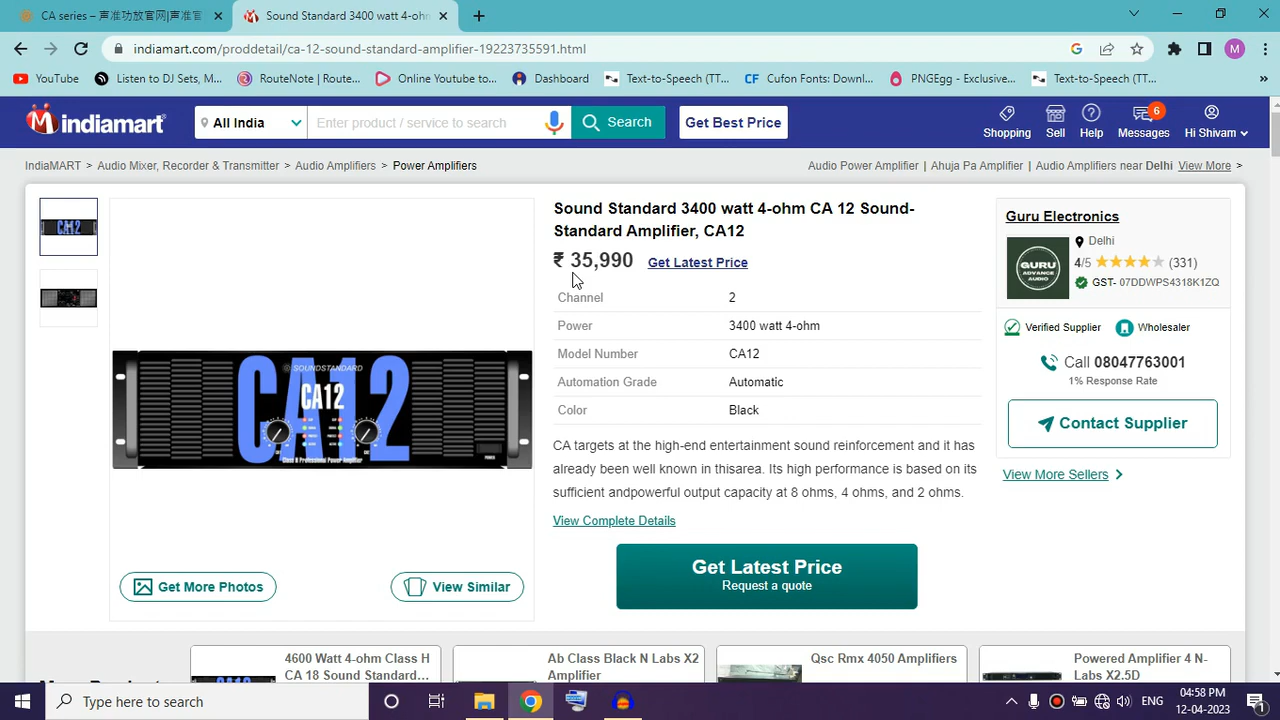 CA series - 声准功放官网|声准官
Sound Standard 3400 watt 4-ohm
indiamart.com/proddetail/ca-12-sound-standard-amplifier-19223735591.html
M
YouTube
Listen to DJ Sets, M...
RouteNote | Route...
Online Youtube to...
Dashboard
Text-to-Speech (TT...
CF Cufon Fonts: Downl...
PNGEgg - Exclusive...
Text-to-Speech (TT...
»
indiamart
All India
Enter product / service to search
Search
Get Best Price
Shopping
Sell
Help
6
Messages
Hi Shivam
IndiaMART > Audio Mixer, Recorder & Transmitter > Audio Amplifiers > Power Amplifiers
Audio Power Amplifier | Ahuja Pa Amplifier | Audio Amplifiers near Delhi View More >
Sound Standard 3400 watt 4-ohm CA 12 Sound-
Standard Amplifier, CA12
₹ 35,990 Get Latest Price
Channel 2
Power 3400 watt 4-ohm
Model Number CA12
Automation Grade Automatic
Color Black
CA targets at the high-end entertainment sound reinforcement and it has
already been well known in thisarea. Its high performance is based on its
sufficient andpowerful output capacity at 8 ohms, 4 ohms, and 2 ohms.
View Complete Details
Get Latest Price
Request a quote
CA12
SOUNDSTANDARD
CA12
CA12
Class H Professional Power Amplifier
POWER
Get More Photos
View Similar
Guru Electronics
GURU
ADVANCE
AUDIO
Delhi
4/5 (331)
GST- 07DDWPS4318K1ZQ
Verified Supplier
Wholesaler
Call 08047763001
1% Response Rate
Contact Supplier
View More Sellers
4600 Watt 4-ohm Class H
CA 18 Sound Standard...
Ab Class Black N Labs X2
Amplifier
Qsc Rmx 4050 Amplifiers
Powered Amplifier 4 N-
Labs X2.5D
Type here to search
ENG
04:58 PM
12-04-2023
1